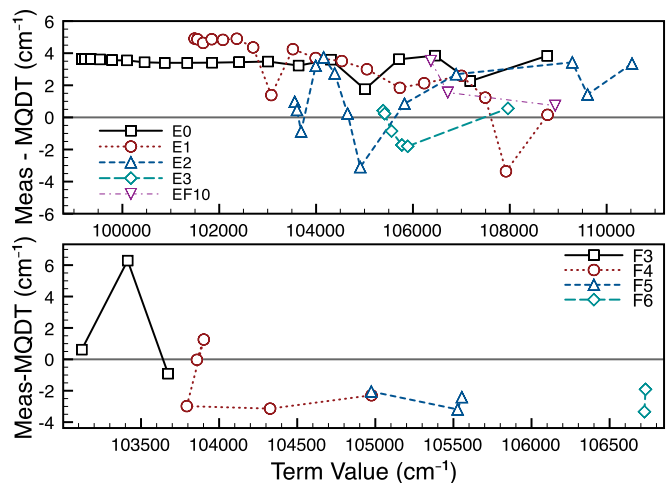 Meas - MQDT (cm⁻¹)
6
4
2
0
-2
-4
-6
E0
E1
E2
E3
EF10
100000 102000 104000 106000 108000 110000
Meas-MQDT (cm⁻¹)
6
4
2
0
-2
-4
F3
F4
F5
F6
103500 104000 104500 105000 105500 106000 106500
Term Value (cm⁻¹)